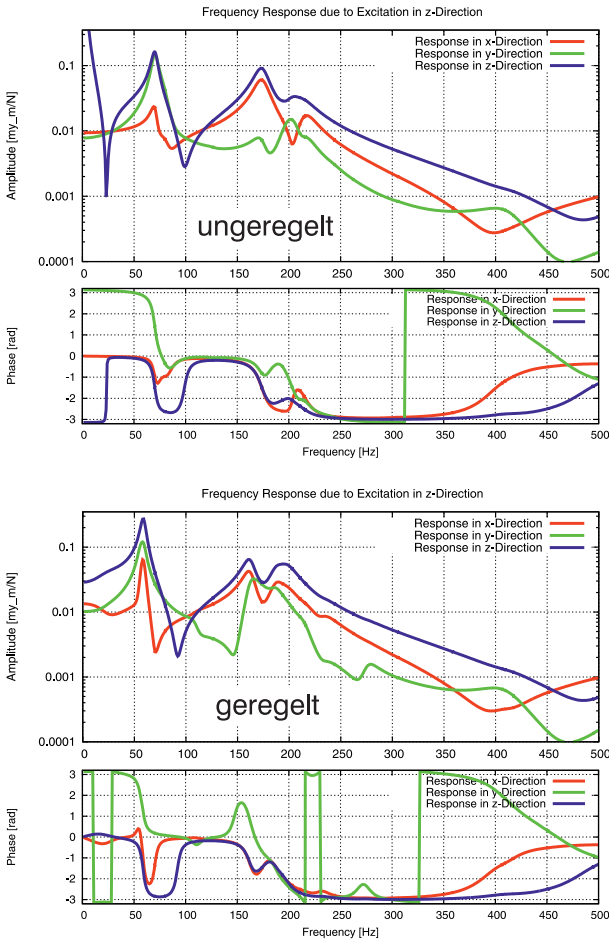 Frequency Response due to Excitation in z-Direction
Response in x-Direction
Response in y-Direction
Response in z-Direction
Amplitude [my_m/N]
0.1
0.01
0.001
0.0001
ungeregelt
0 50 100 150 200 250 300 350 400 450 500
Response in x-Direction
Response in y-Direction
Response in z-Direction
Phase [rad]
3
2
1
0
-1
-2
-3
0 50 100 150 200 250 300 350 400 450 500
Frequency [Hz]
Frequency Response due to Excitation in z-Direction
Response in x-Direction
Response in y-Direction
Response in z-Direction
Amplitude [my_m/N]
0.1
0.01
0.001
0.0001
geregelt
0 50 100 150 200 250 300 350 400 450 500
Response in x-Direction
Response in y-Direction
Response in z-Direction
Phase [rad]
3
2
1
0
-1
-2
-3
0 50 100 150 200 250 300 350 400 450 500
Frequency [Hz]